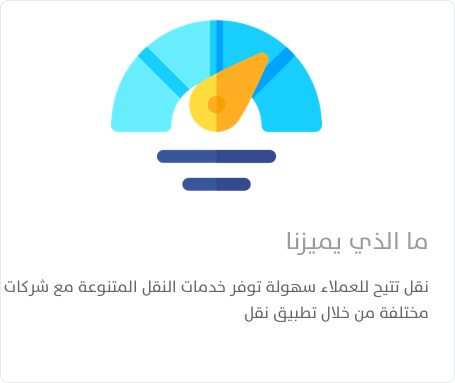 ما الذي يميزنا
نقل تتيح للعملاء سهولة توفر خدمات النقل المتنوعة مع شركات
مختلفة من خلال تطبيق نقل